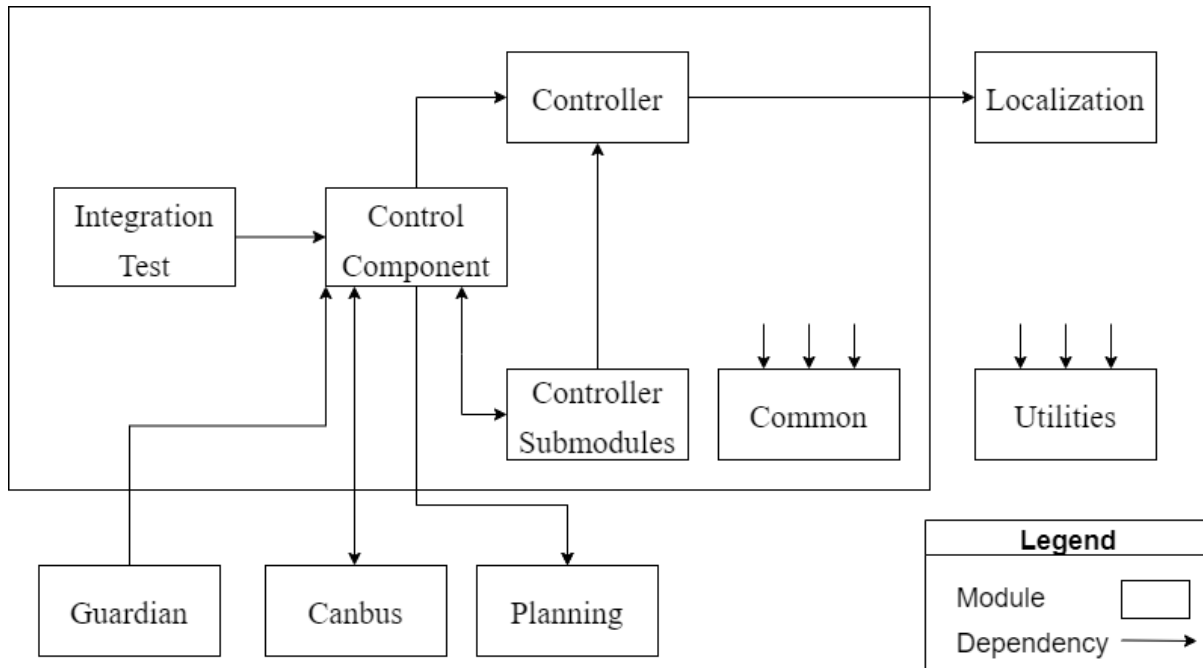 Controller
Localization
Integration
Test
Control
Component
Controller
Submodules
Common
Utilities
Guardian
Canbus
Planning
Legend
Module
Dependency